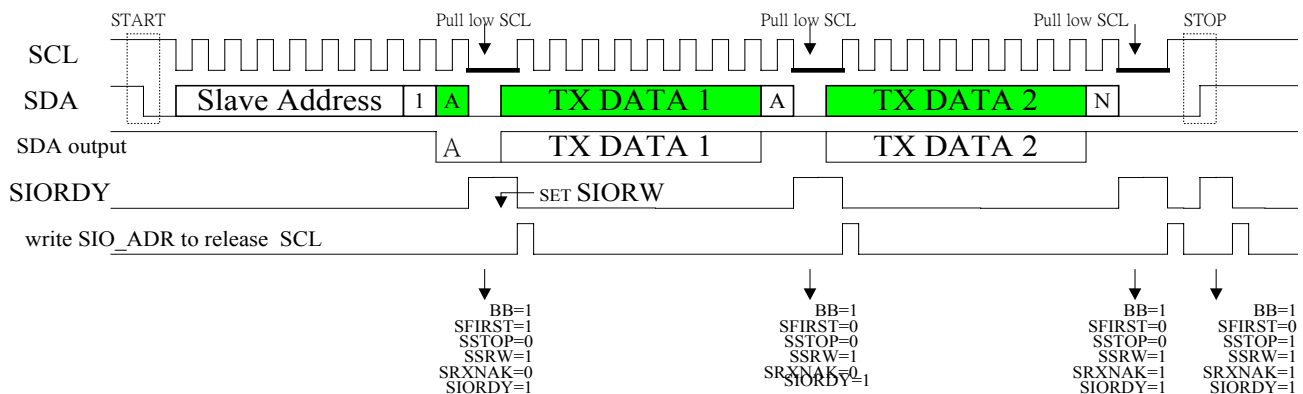 START
Pull low SCL
Pull low SCL
Pull low SCL
STOP
SCL
SDA
Slave Address
1
A
TX DATA 1
A
TX DATA 2
N
SDA output
A
TX DATA 1
TX DATA 2
SIORDY
SET SIORW
write SIO_ADR to release SCL
BB=1
SFIRST=1
SSTOP=0
SSRW=1
SRXNAK=0
SIORDY=1
BB=1
SFIRST=0
SSTOP=0
SSRW=1
SRXNAK=0
SIORDY=1
BB=1
SFIRST=0
SSTOP=0
SSRW=1
SRXNAK=1
SIORDY=1
BB=1
SFIRST=0
SSTOP=1
SSRW=1
SRXNAK=1
SIORDY=1